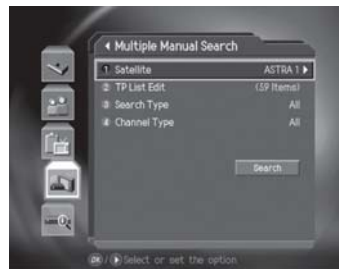 Multiple Manual Search
1 Satellite ASTRA 1
2 TP List Edit (59 Items)
3 Search Type All
4 Channel Type All
Search
OK / Select or set the option